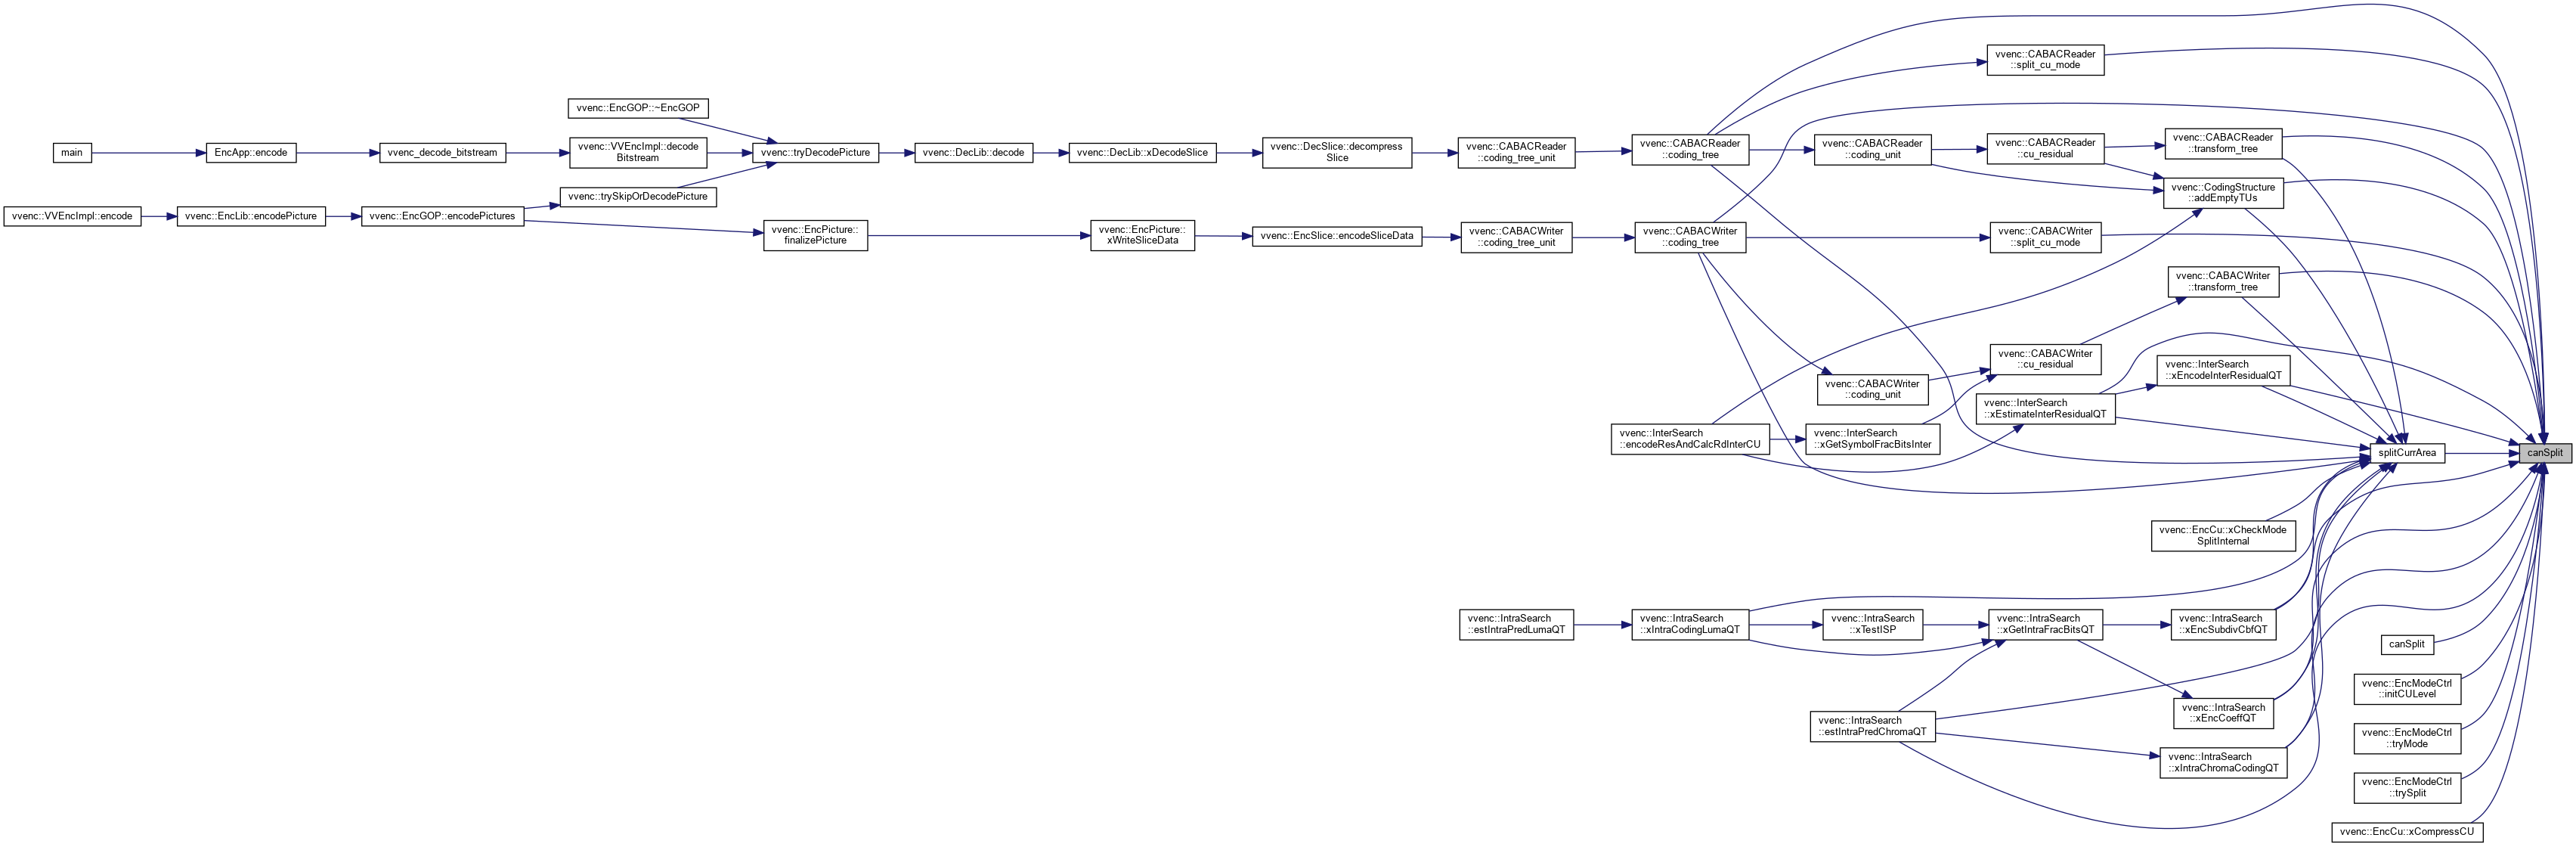 vvenc::CABACReader
::split_cu_mode
vvenc::EncGOP::~EncGOP
main
EncApp::encode
vvenc_decode_bitstream
vvenc::VVEncImpl::decode
Bitstream
vvenc::tryDecodePicture
vvenc::DecLib::decode
vvenc::DecLib::xDecodeSlice
vvenc::DecSlice::decompress
Slice
vvenc::CABACReader
::coding_tree_unit
vvenc::CABACReader
::coding_tree
vvenc::CABACReader
::coding_unit
vvenc::CABACReader
::cu_residual
vvenc::CABACReader
::transform_tree
vvenc::trySkipOrDecodePicture
vvenc::CodingStructure
::addEmptyTUs
vvenc::VVEncImpl::encode
vvenc::EncLib::encodePicture
vvenc::EncGOP::encodePictures
vvenc::EncPicture::
finalizePicture
vvenc::EncPicture::
xWriteSliceData
vvenc::EncSlice::encodeSliceData
vvenc::CABACWriter
::coding_tree_unit
vvenc::CABACWriter
::coding_tree
vvenc::CABACWriter
::split_cu_mode
vvenc::CABACWriter
::transform_tree
vvenc::CABACWriter
::cu_residual
vvenc::InterSearch
::xEncodeInterResidualQT
vvenc::CABACWriter
::coding_unit
vvenc::InterSearch
::xEstimateInterResidualQT
vvenc::InterSearch
::encodeResAndCalcRdInterCU
vvenc::InterSearch
::xGetSymbolFracBitsInter
splitCurrArea
canSplit
vvenc::EncCu::xCheckMode
SplitInternal
vvenc::IntraSearch
::estIntraPredLumaQT
vvenc::IntraSearch
::xIntraCodingLumaQT
vvenc::IntraSearch
::xTestISP
vvenc::IntraSearch
::xGetIntraFracBitsQT
vvenc::IntraSearch
::xEncSubdivCbfQT
canSplit
vvenc::EncModeCtrl
::initCULevel
vvenc::IntraSearch
::estIntraPredChromaQT
vvenc::IntraSearch
::xEncCoeffQT
vvenc::EncModeCtrl
::tryMode
vvenc::IntraSearch
::xIntraChromaCodingQT
vvenc::EncModeCtrl
::trySplit
vvenc::EncCu::xCompressCU